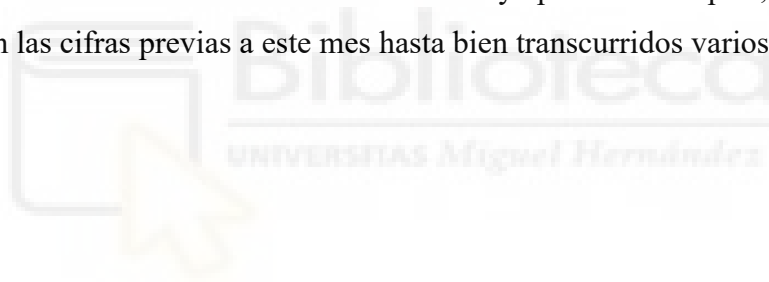 n las cifras previas a este mes hasta bien transcurridos varios
Biblioteca
UNIVERSITAS Miguel Hernández